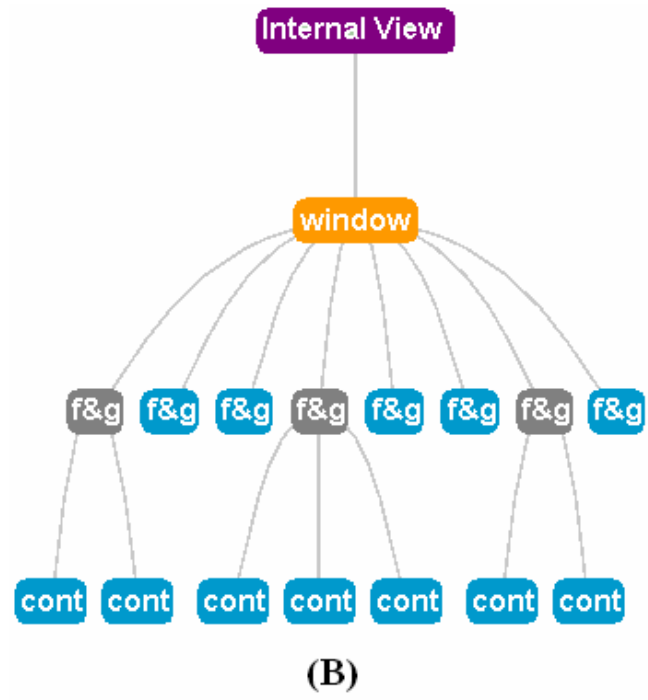 Internal View
window
f&g f&g f&g f&g f&g f&g f&g f&g
cont cont cont cont cont cont cont
(B)